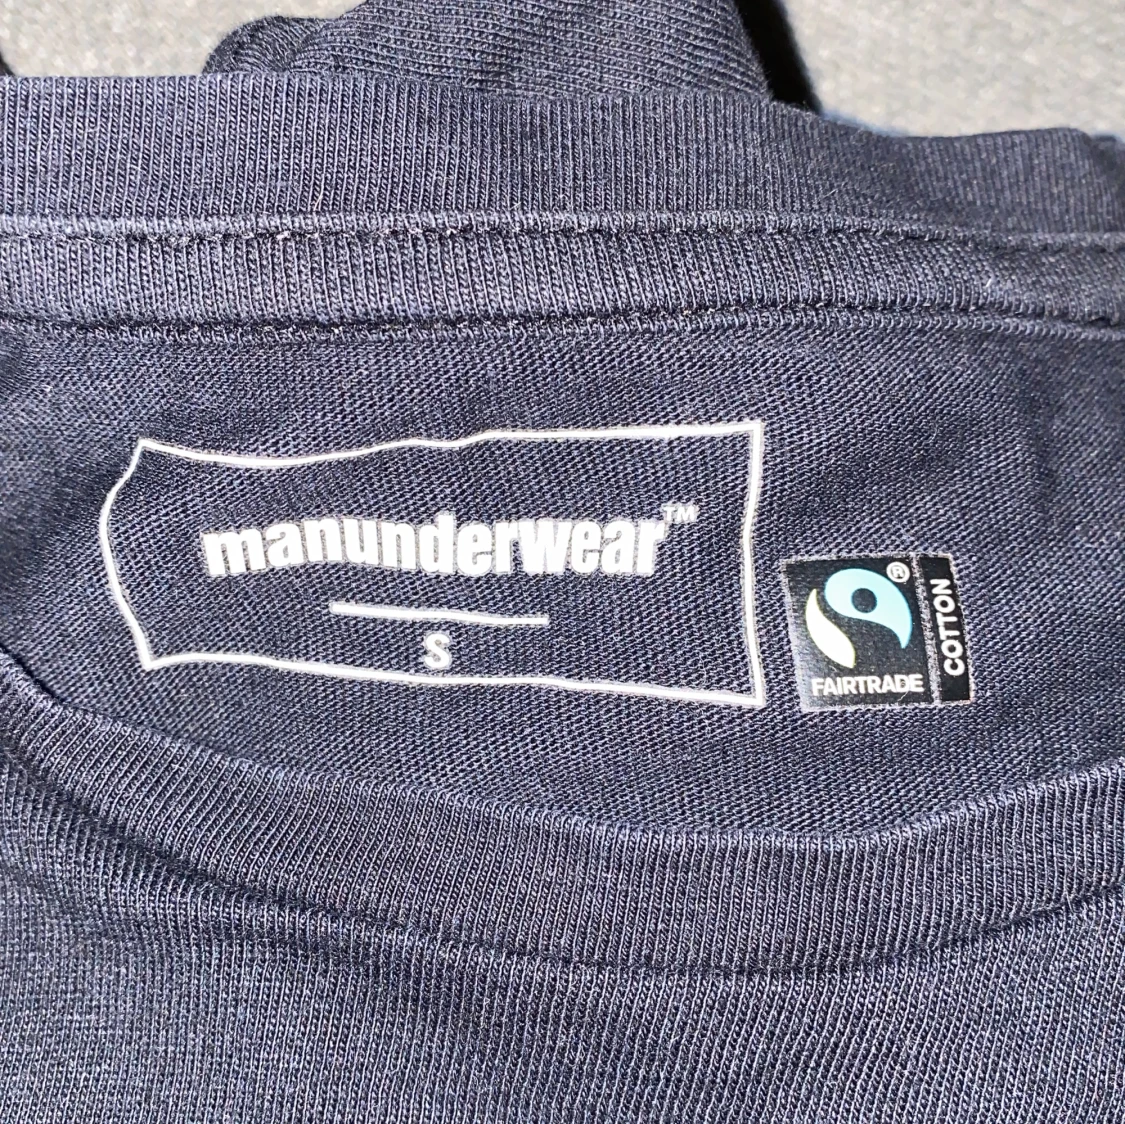 manunderwear™
S
®
FAIRTRADE
COTTON